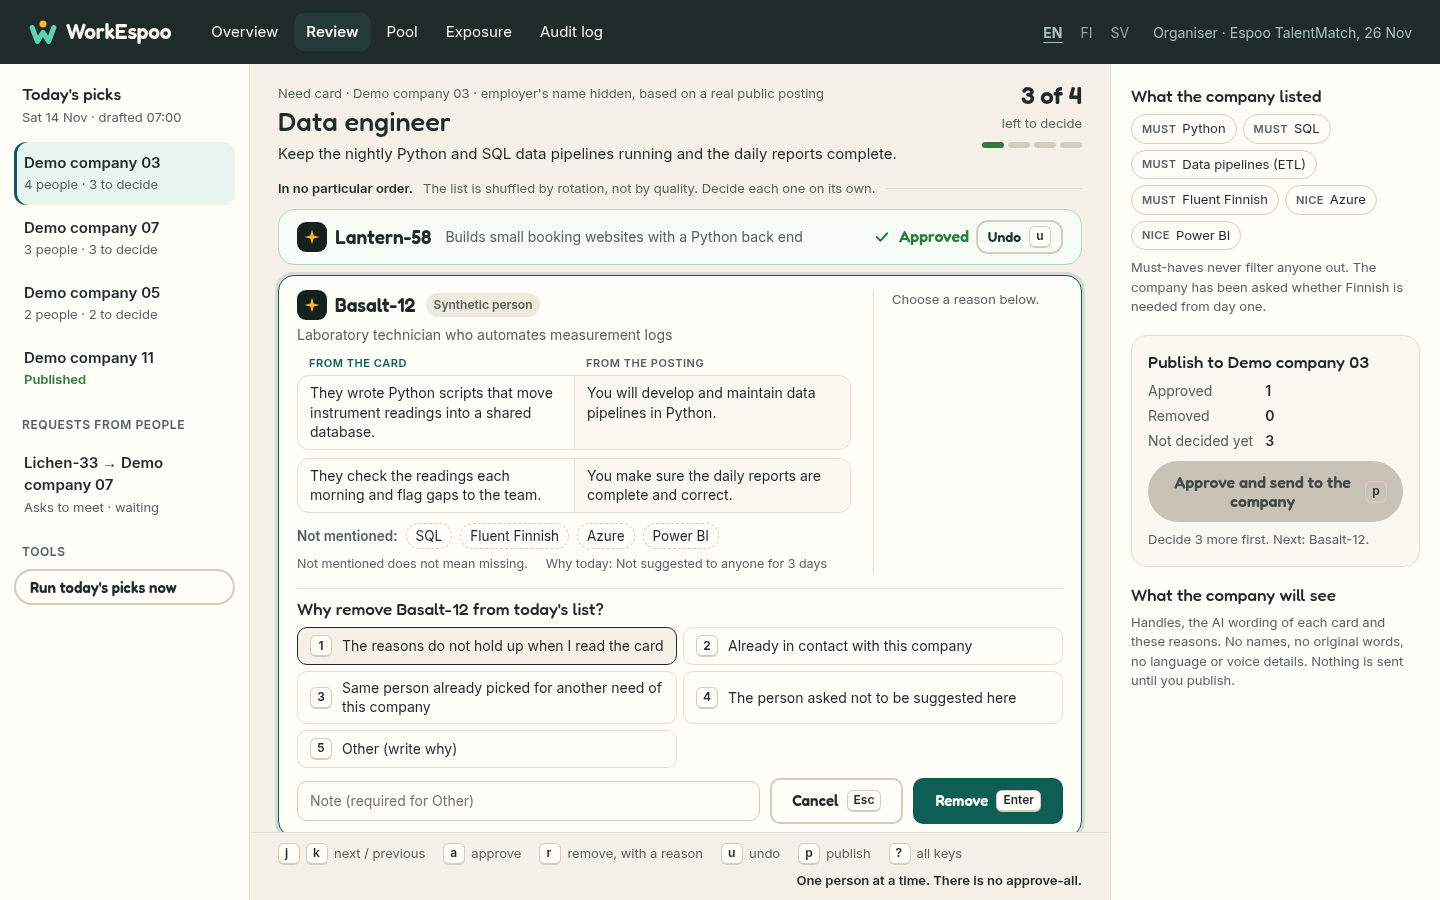 WorkEspoo
Overview
Review
Pool
Exposure
Audit log
EN
FI
SV
Organiser · Espoo TalentMatch, 26 Nov
Today's picks
Sat 14 Nov · drafted 07:00
Demo company 03
4 people · 3 to decide
Demo company 07
3 people · 3 to decide
Demo company 05
2 people · 2 to decide
Demo company 11
Published
REQUESTS FROM PEOPLE
Lichen-33 → Demo
company 07
Asks to meet · waiting
TOOLS
Run today's picks now
Need card · Demo company 03 · employer's name hidden, based on a real public posting
Data engineer
Keep the nightly Python and SQL data pipelines running and the daily reports complete.
3 of 4
left to decide
In no particular order. The list is shuffled by rotation, not by quality. Decide each one on its own.
Lantern-58 Builds small booking websites with a Python back end
Approved
Undo u
Basalt-12 Synthetic person
Laboratory technician who automates measurement logs
Choose a reason below.
FROM THE CARD
FROM THE POSTING
They wrote Python scripts that move
instrument readings into a shared
database.
You will develop and maintain data
pipelines in Python.
They check the readings each
morning and flag gaps to the team.
You make sure the daily reports are
complete and correct.
Not mentioned: SQL Fluent Finnish Azure Power BI
Not mentioned does not mean missing. Why today: Not suggested to anyone for 3 days
Why remove Basalt-12 from today's list?
1 The reasons do not hold up when I read the card
2 Already in contact with this company
3 Same person already picked for another need of
this company
4 The person asked not to be suggested here
5 Other (write why)
Note (required for Other)
Cancel Esc
Remove Enter
j k next / previous a approve r remove, with a reason u undo p publish ? all keys
One person at a time. There is no approve-all.
What the company listed
MUST Python
MUST SQL
MUST Data pipelines (ETL)
MUST Fluent Finnish
NICE Azure
NICE Power BI
Must-haves never filter anyone out. The
company has been asked whether Finnish is
needed from day one.
Publish to Demo company 03
Approved 1
Removed 0
Not decided yet 3
Approve and send to the
company
p
Decide 3 more first. Next: Basalt-12.
What the company will see
Handles, the AI wording of each card and
these reasons. No names, no original words,
no language or voice details. Nothing is sent
until you publish.